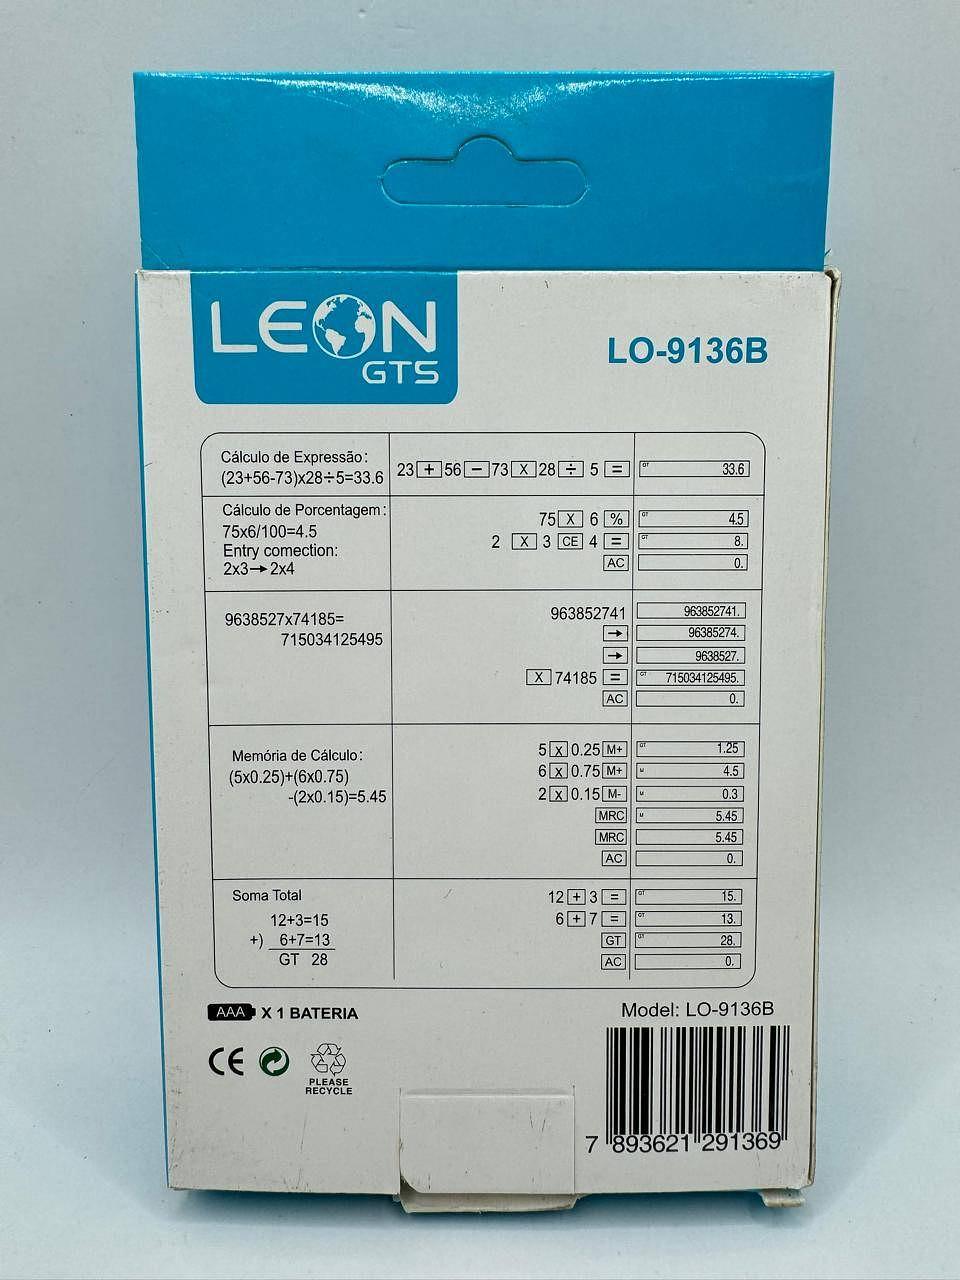 LEON
GTS
LO-9136B
Cálculo de Expressão:
(23+56-73)x28÷5=33.6
23 + 56 − 73 X 28 ÷ 5 =
GT 33.6
Cálculo de Porcentagem:
75x6/100=4.5
Entry comection:
2x3→2x4
75 X 6 %
GT 4.5
2 X 3 CE 4 =
GT 8.
AC
0.
9638527x74185=
715034125495
963852741
963852741.
→
96385274.
→
9638527.
X 74185 =
GT 715034125495.
AC
0.
Memória de Cálculo:
(5x0.25)+(6x0.75)
-(2x0.15)=5.45
5 x 0.25 M+
GT 1.25
6 x 0.75 M+
M 4.5
2 x 0.15 M-
M 0.3
MRC
M 5.45
MRC
5.45
AC
0.
Soma Total
12+3=15
+) 6+7=13
GT 28
12 + 3 =
GT 15.
6 + 7 =
GT 13.
GT
GT 28.
AC
0.
AAA X 1 BATERIA
Model: LO-9136B
CE
PLEASE
RECYCLE
7 893621 291369